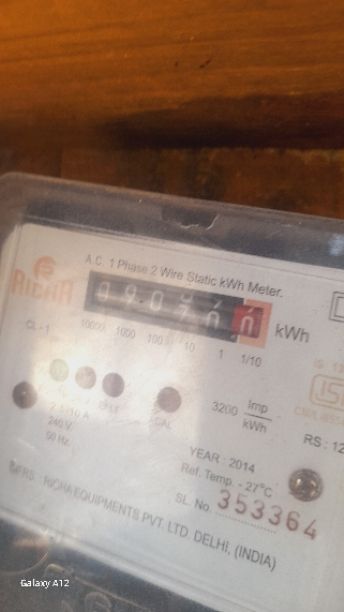 RICHA
A.C. 1 Phase 2 Wire Static kWh Meter.
kWh
10000 1000 100 10 1 1/10
CL-1
3200 Imp/kWh
CAL
240 V
50 Hz.
YEAR: 2014
Ref. Temp. - 27°C
SL. No. 353364
MFRS : RICHA EQUIPMENTS PVT. LTD. DELHI, (INDIA)
Galaxy A12